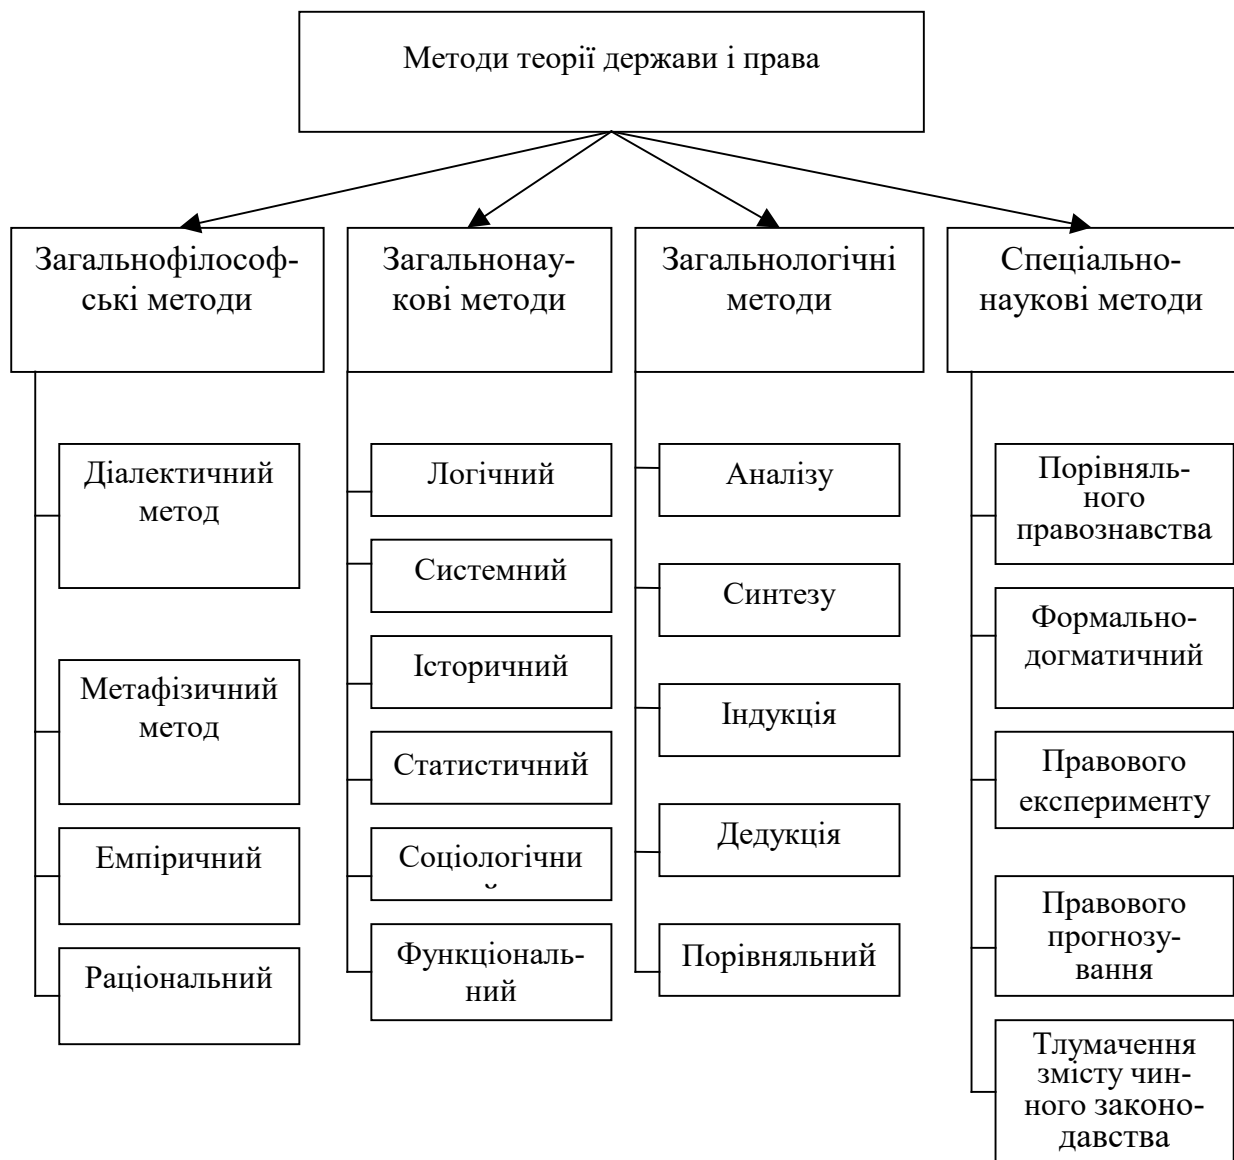 Методи теорії держави і права
Загальнофілософ-
ські методи
Загальнонау-
кові методи
Загальнологічні
методи
Спеціально-
наукові методи
Діалектичний
метод
Метафізичний
метод
Емпіричний
Раціональний
Логічний
Системний
Історичний
Статистичний
Соціологічни
й
Функціональ-
ний
Аналізу
Синтезу
Індукція
Дедукція
Порівняльний
Порівняль-
ного
правознавства
Формально-
догматичний
Правового
експерименту
Правового
прогнозу-
вання
Тлумачення
змісту чин-
ного законо-
давства